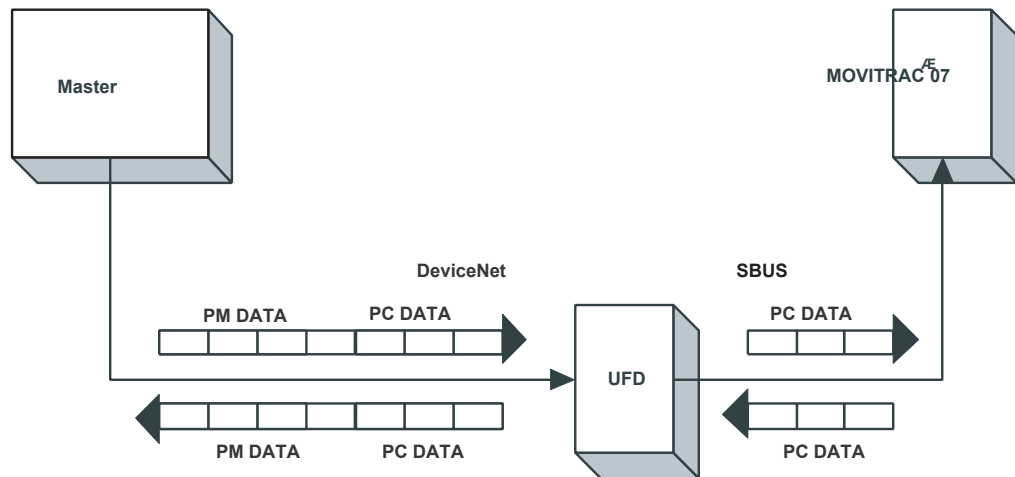 Master
MOVITRAC Æ 07
DeviceNet
SBUS
PM DATA
PC DATA
PC DATA
UFD
PM DATA
PC DATA
PC DATA